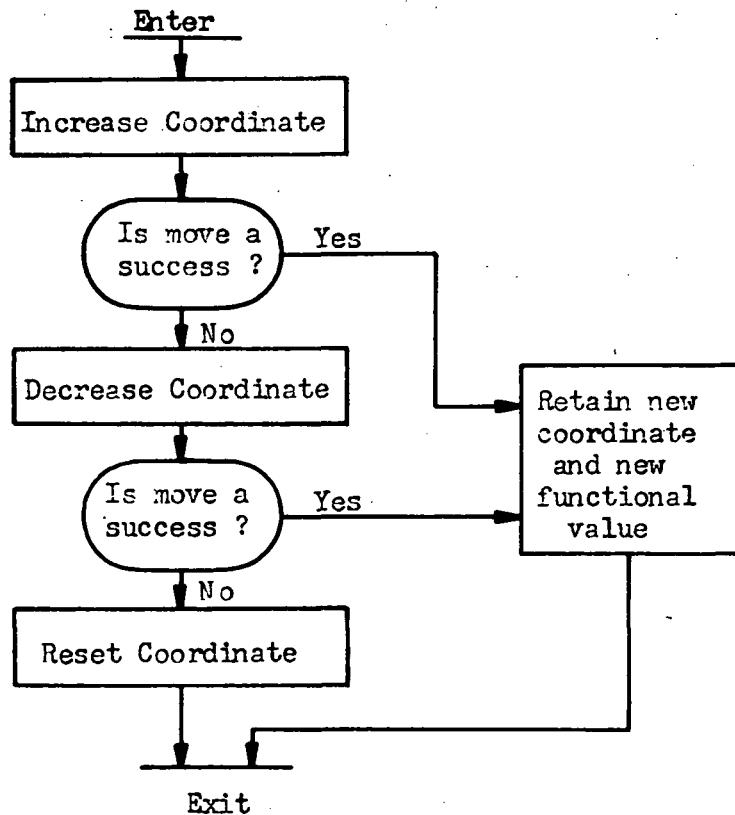 Enter
Increase Coordinate
Is move a
success ?
Yes
No
Decrease Coordinate
Is move a
success ?
Yes
No
Reset Coordinate
Retain new
coordinate
and new
functional
value
Exit